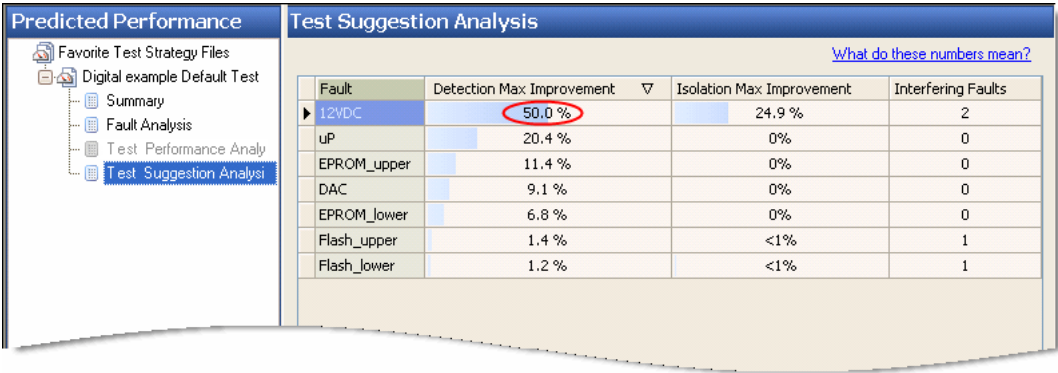 Predicted Performance
Favorite Test Strategy Files
Digital example Default Test
Summary
Fault Analysis
Test Performance Analy
Test Suggestion Analysi
Test Suggestion Analysis
What do these numbers mean?
Fault Detection Max Improvement Isolation Max Improvement Interfering Faults
12VDC 50.0 % 24.9 % 2
uP 20.4 % 0% 0
EPROM_upper 11.4 % 0% 0
DAC 9.1 % 0% 0
EPROM_lower 6.8 % 0% 0
Flash_upper 1.4 % <1% 1
Flash_lower 1.2 % <1% 1